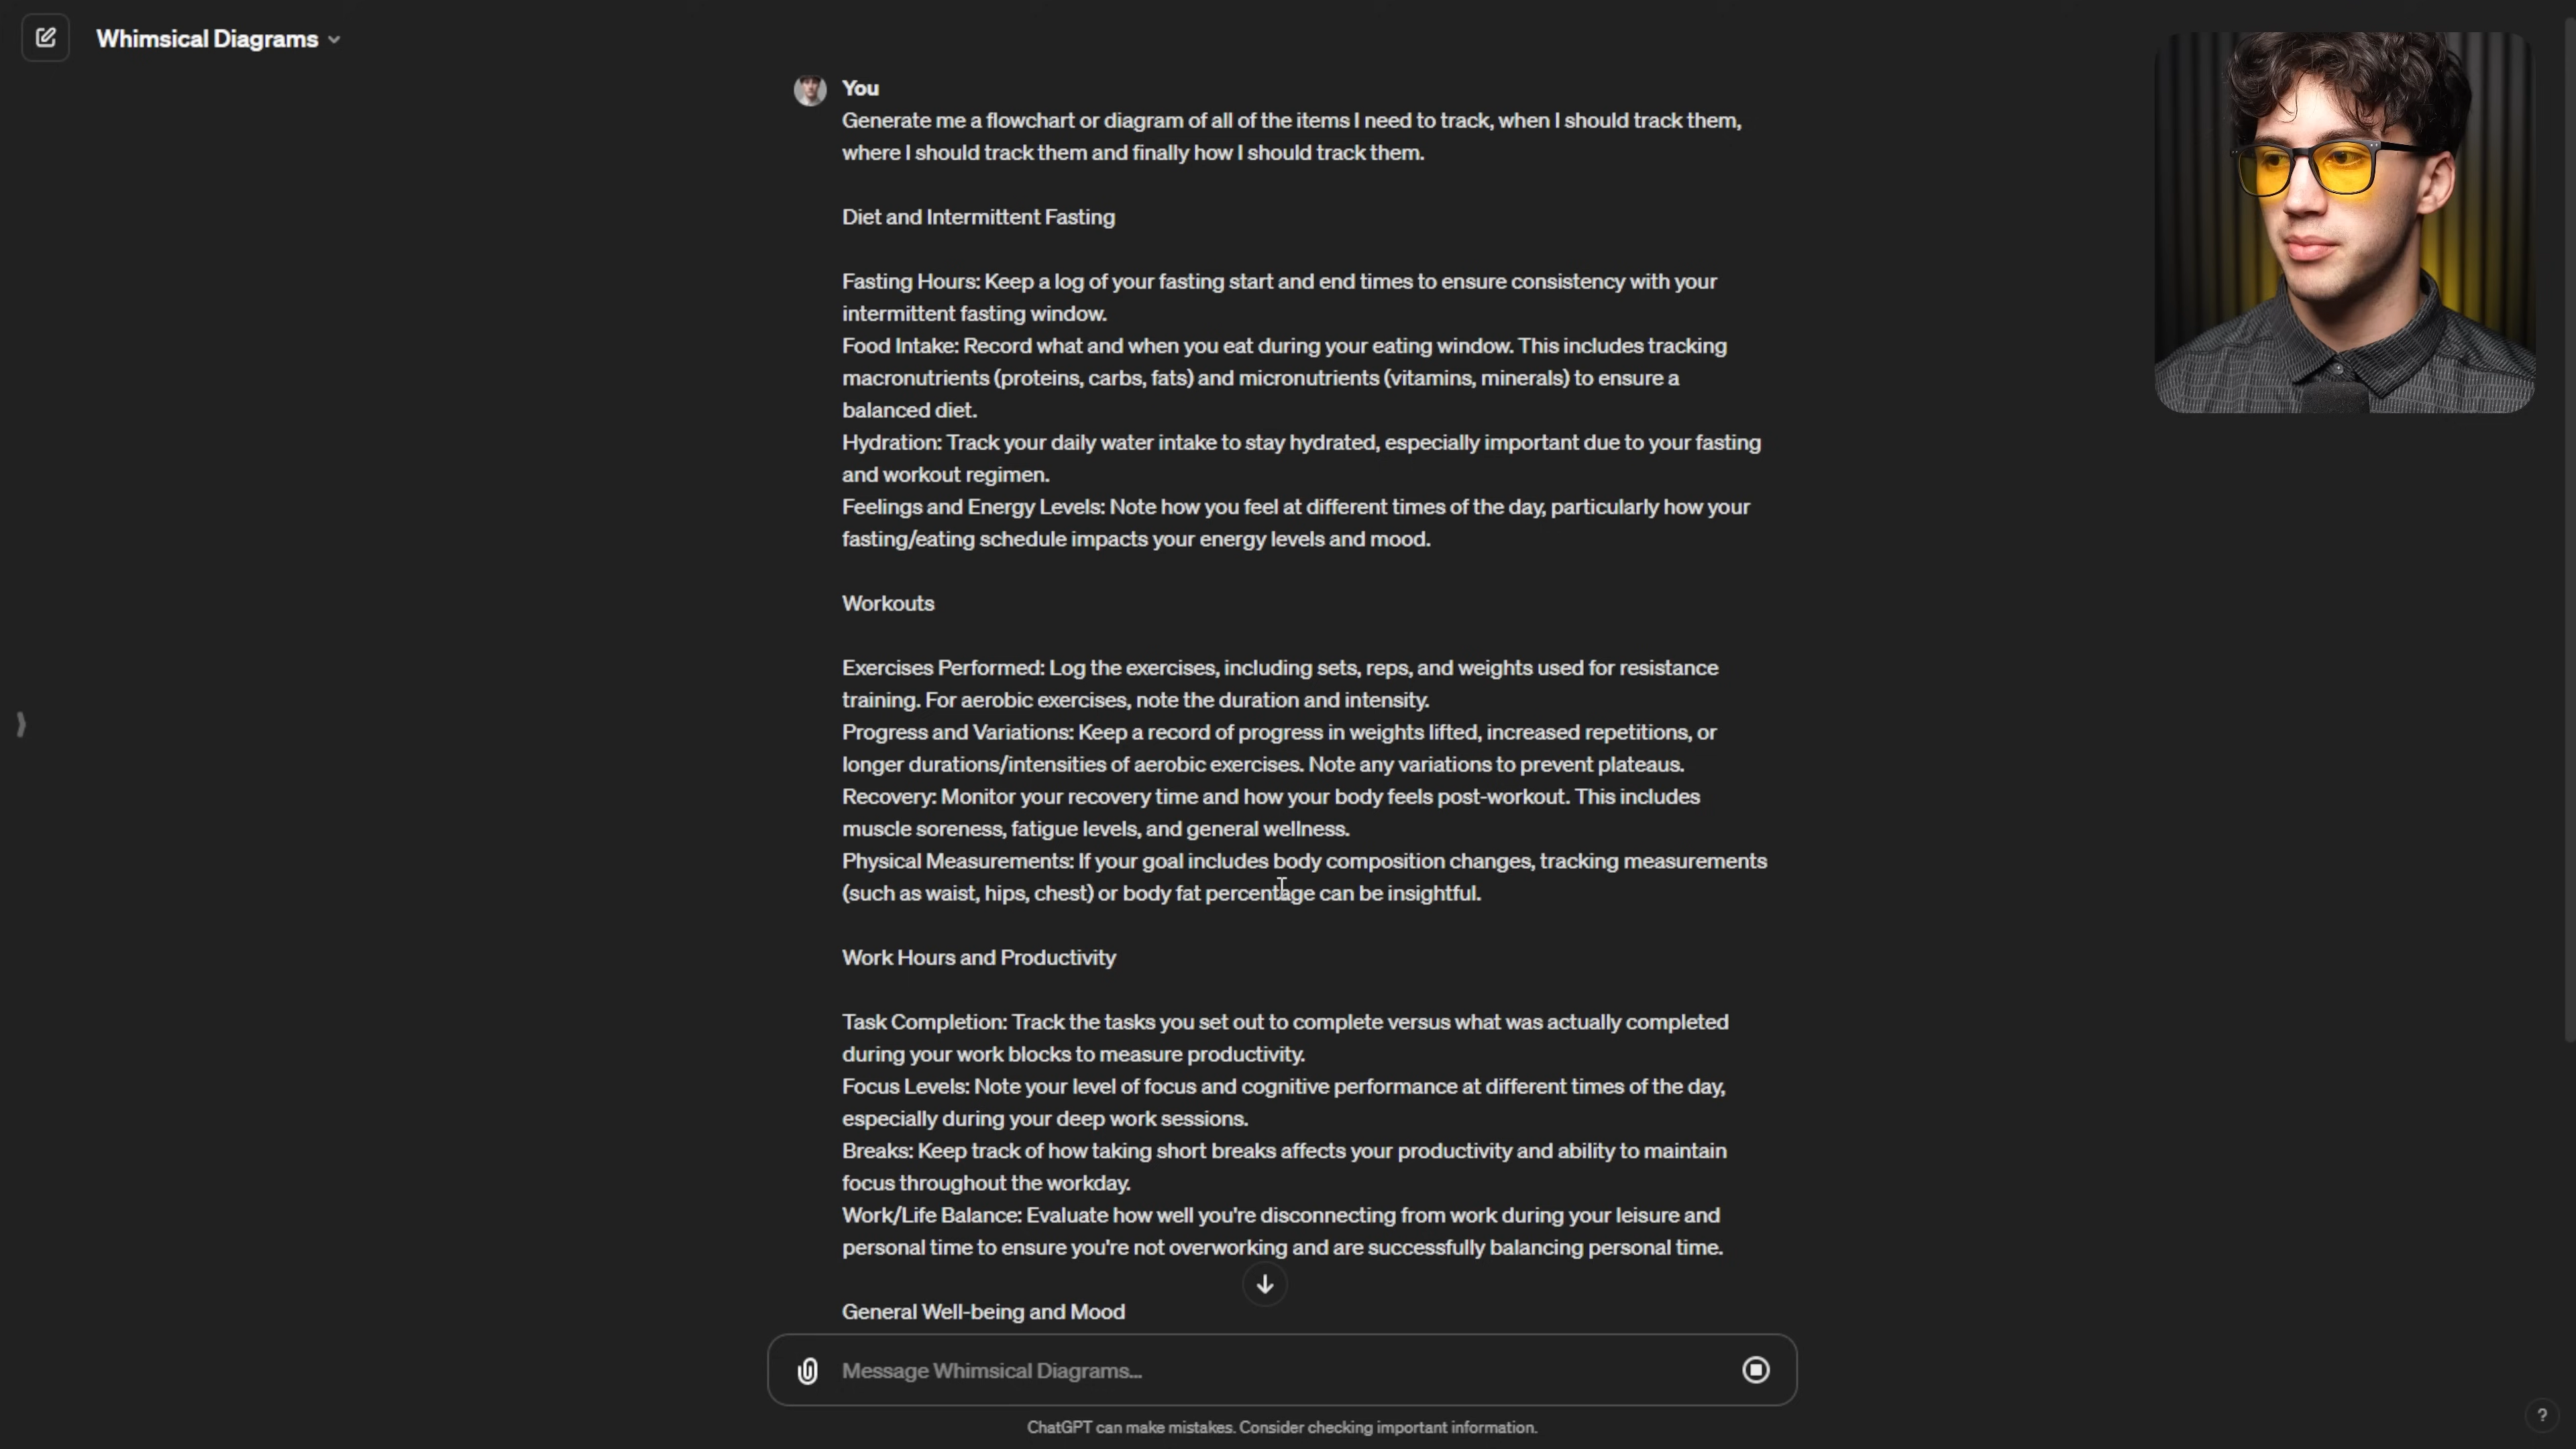 Whimsical Diagrams
You
Generate me a flowchart or diagram of all of the items I need to track, when I should track them,
where I should track them and finally how I should track them.
Diet and Intermittent Fasting
Fasting Hours: Keep a log of your fasting start and end times to ensure consistency with your
intermittent fasting window.
Food Intake: Record what and when you eat during your eating window. This includes tracking
macronutrients (proteins, carbs, fats) and micronutrients (vitamins, minerals) to ensure a
balanced diet.
Hydration: Track your daily water intake to stay hydrated, especially important due to your fasting
and workout regimen.
Feelings and Energy Levels: Note how you feel at different times of the day, particularly how your
fasting/eating schedule impacts your energy levels and mood.
Workouts
Exercises Performed: Log the exercises, including sets, reps, and weights used for resistance
training. For aerobic exercises, note the duration and intensity.
Progress and Variations: Keep a record of progress in weights lifted, increased repetitions, or
longer durations/intensities of aerobic exercises. Note any variations to prevent plateaus.
Recovery: Monitor your recovery time and how your body feels post-workout. This includes
muscle soreness, fatigue levels, and general wellness.
Physical Measurements: If your goal includes body composition changes, tracking measurements
(such as waist, hips, chest) or body fat percentage can be insightful.
Work Hours and Productivity
Task Completion: Track the tasks you set out to complete versus what was actually completed
during your work blocks to measure productivity.
Focus Levels: Note your level of focus and cognitive performance at different times of the day,
especially during your deep work sessions.
Breaks: Keep track of how taking short breaks affects your productivity and ability to maintain
focus throughout the workday.
Work/Life Balance: Evaluate how well you're disconnecting from work during your leisure and
personal time to ensure you're not overworking and are successfully balancing personal time.
General Well-being and Mood
Message Whimsical Diagrams...
ChatGPT can make mistakes. Consider checking important information.
?